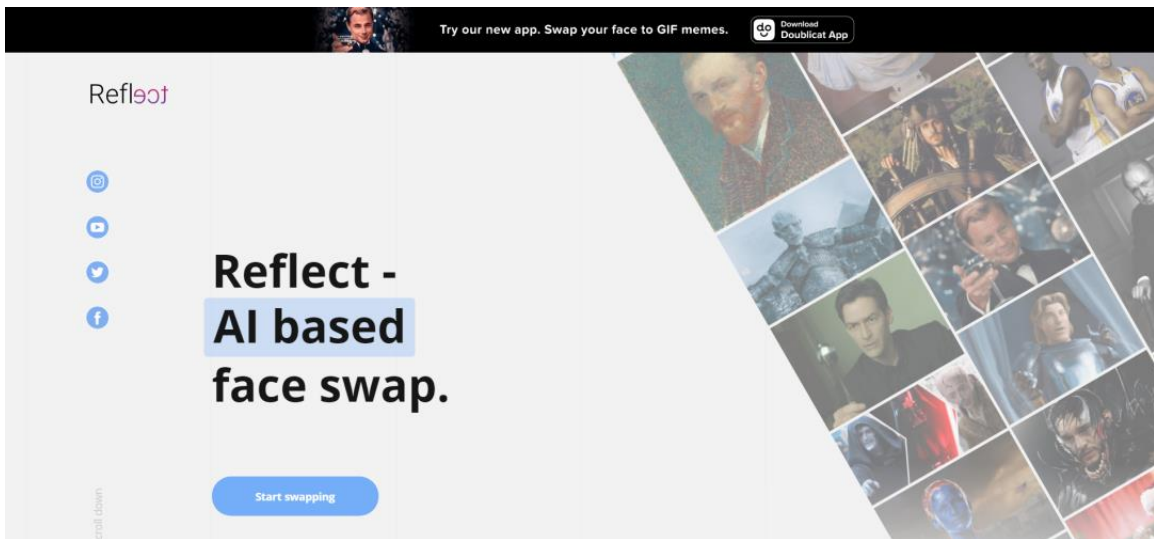 Try our new app. Swap your face to GIF memes.
Download
Doublicat App
Reflect
Reflect -
AI based
face swap.
Start swapping
croll down